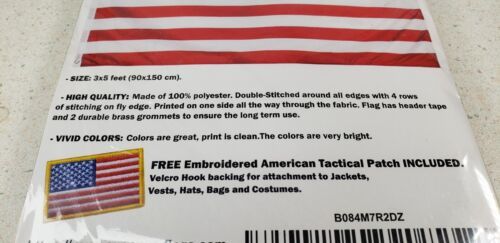 - SIZE: 3x5 feet (90x150 cm).
- HIGH QUALITY: Made of 100% polyester. Double-Stitched around all edges with 4 rows
of stitching on fly edge. Printed on one side all the way through the fabric. Flag has header tape
and 2 durable brass grommets to ensure the long term use.
- VIVID COLORS: Colors are great, print is clean.The colors are very bright.
FREE Embroidered American Tactical Patch INCLUDED.
Velcro Hook backing for attachment to Jackets,
Vests, Hats, Bags and Costumes.
B084M7R2DZ